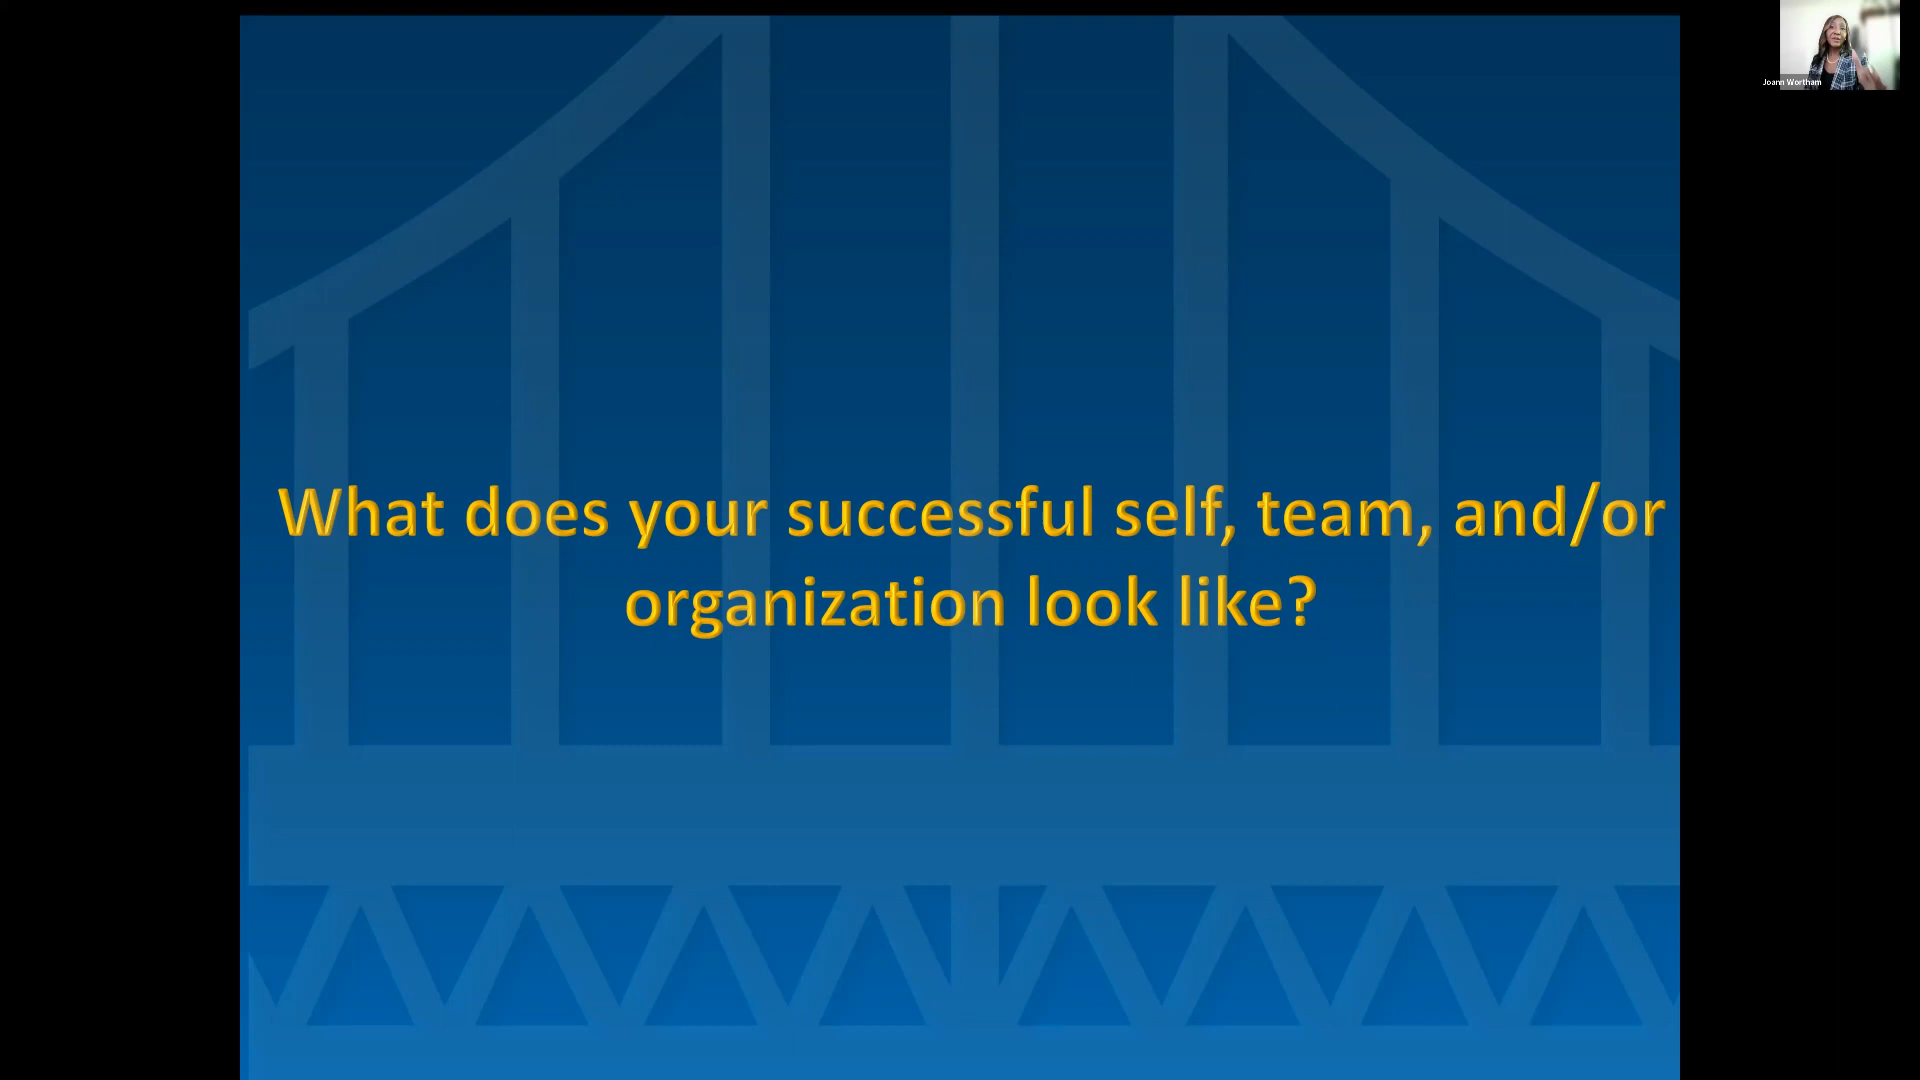 Joann Wortham
What does your successful self, team, and/or
organization look like?